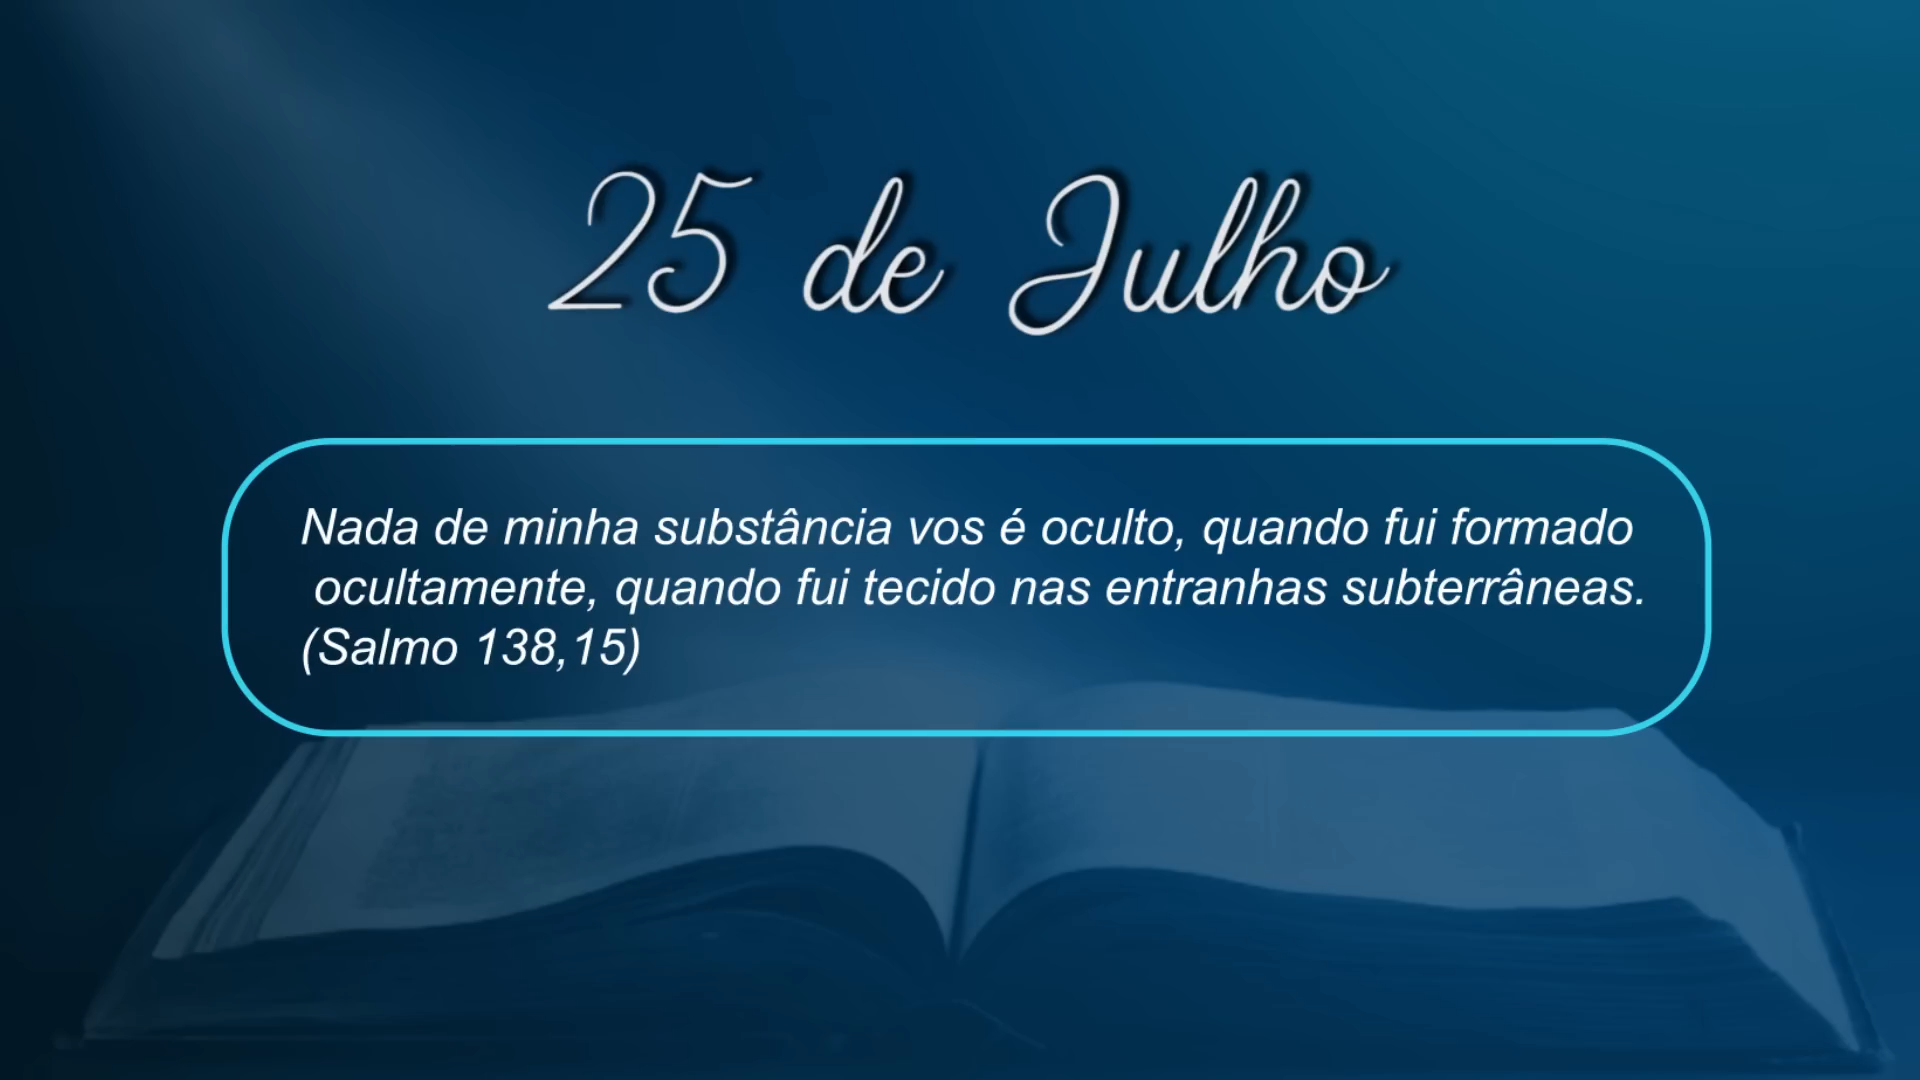 25 de Julho
Nada de minha substância vos é oculto, quando fui formado
ocultamente, quando fui tecido nas entranhas subterrâneas.
(Salmo 138,15)